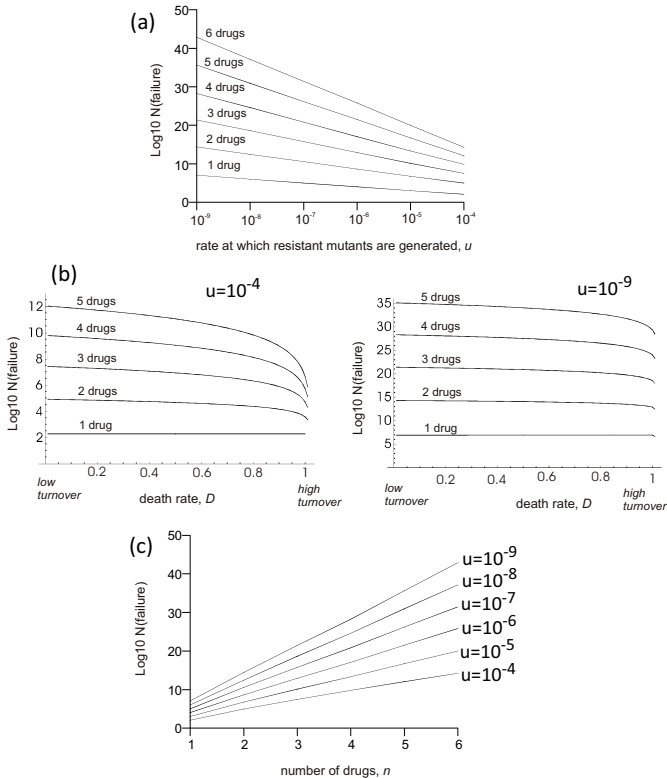 (a)
Log10 N(failure)
50
40
30
20
10
0
6 drugs
5 drugs
4 drugs
3 drugs
2 drugs
1 drug
10^-9
10^-8
10^-7
10^-6
10^-5
10^-4
rate at which resistant mutants are generated, u
(b)
u=10^-4
Log10 N(failure)
12
10
8
6
4
2
5 drugs
4 drugs
3 drugs
2 drugs
1 drug
0.2
0.4
0.6
0.8
1
low
turnover
death rate, D
high
turnover
u=10^-9
Log10 N(failure)
35
30
25
20
15
10
5
5 drugs
4 drugs
3 drugs
2 drugs
1 drug
0.2
0.4
0.6
0.8
1
low
turnover
death rate, D
high
turnover
(c)
Log10 N(failure)
50
40
30
20
10
0
u=10^-9
u=10^-8
u=10^-7
u=10^-6
u=10^-5
u=10^-4
1
2
3
4
5
6
number of drugs, n